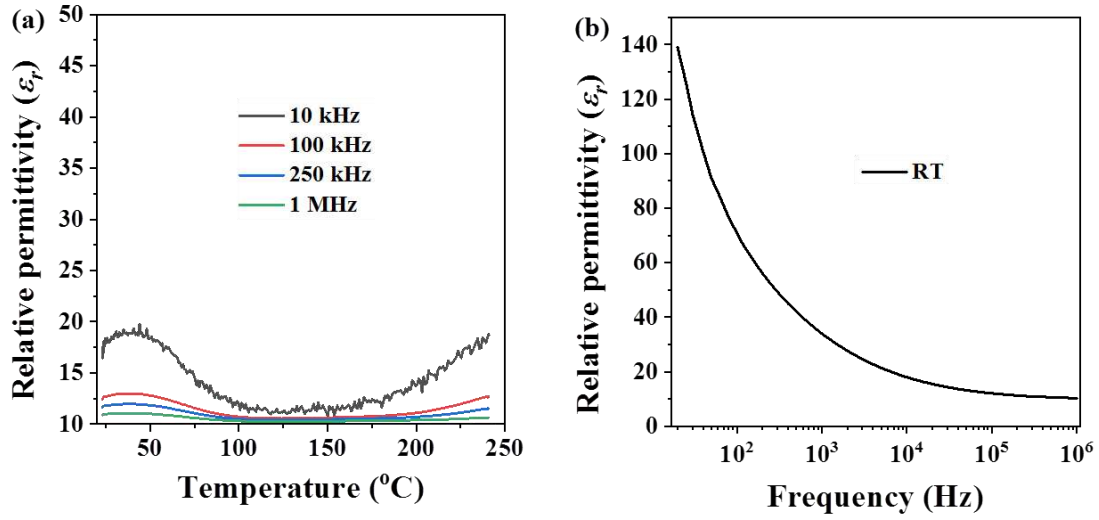 (a)
50
45
40
35
30
25
20
15
10
Relative permittivity (εr)
10 kHz
100 kHz
250 kHz
1 MHz
50 100 150 200 250
Temperature (oC)
(b)
140
120
100
80
60
40
20
0
Relative permittivity (εr)
RT
10² 10³ 10⁴ 10⁵ 10⁶
Frequency (Hz)